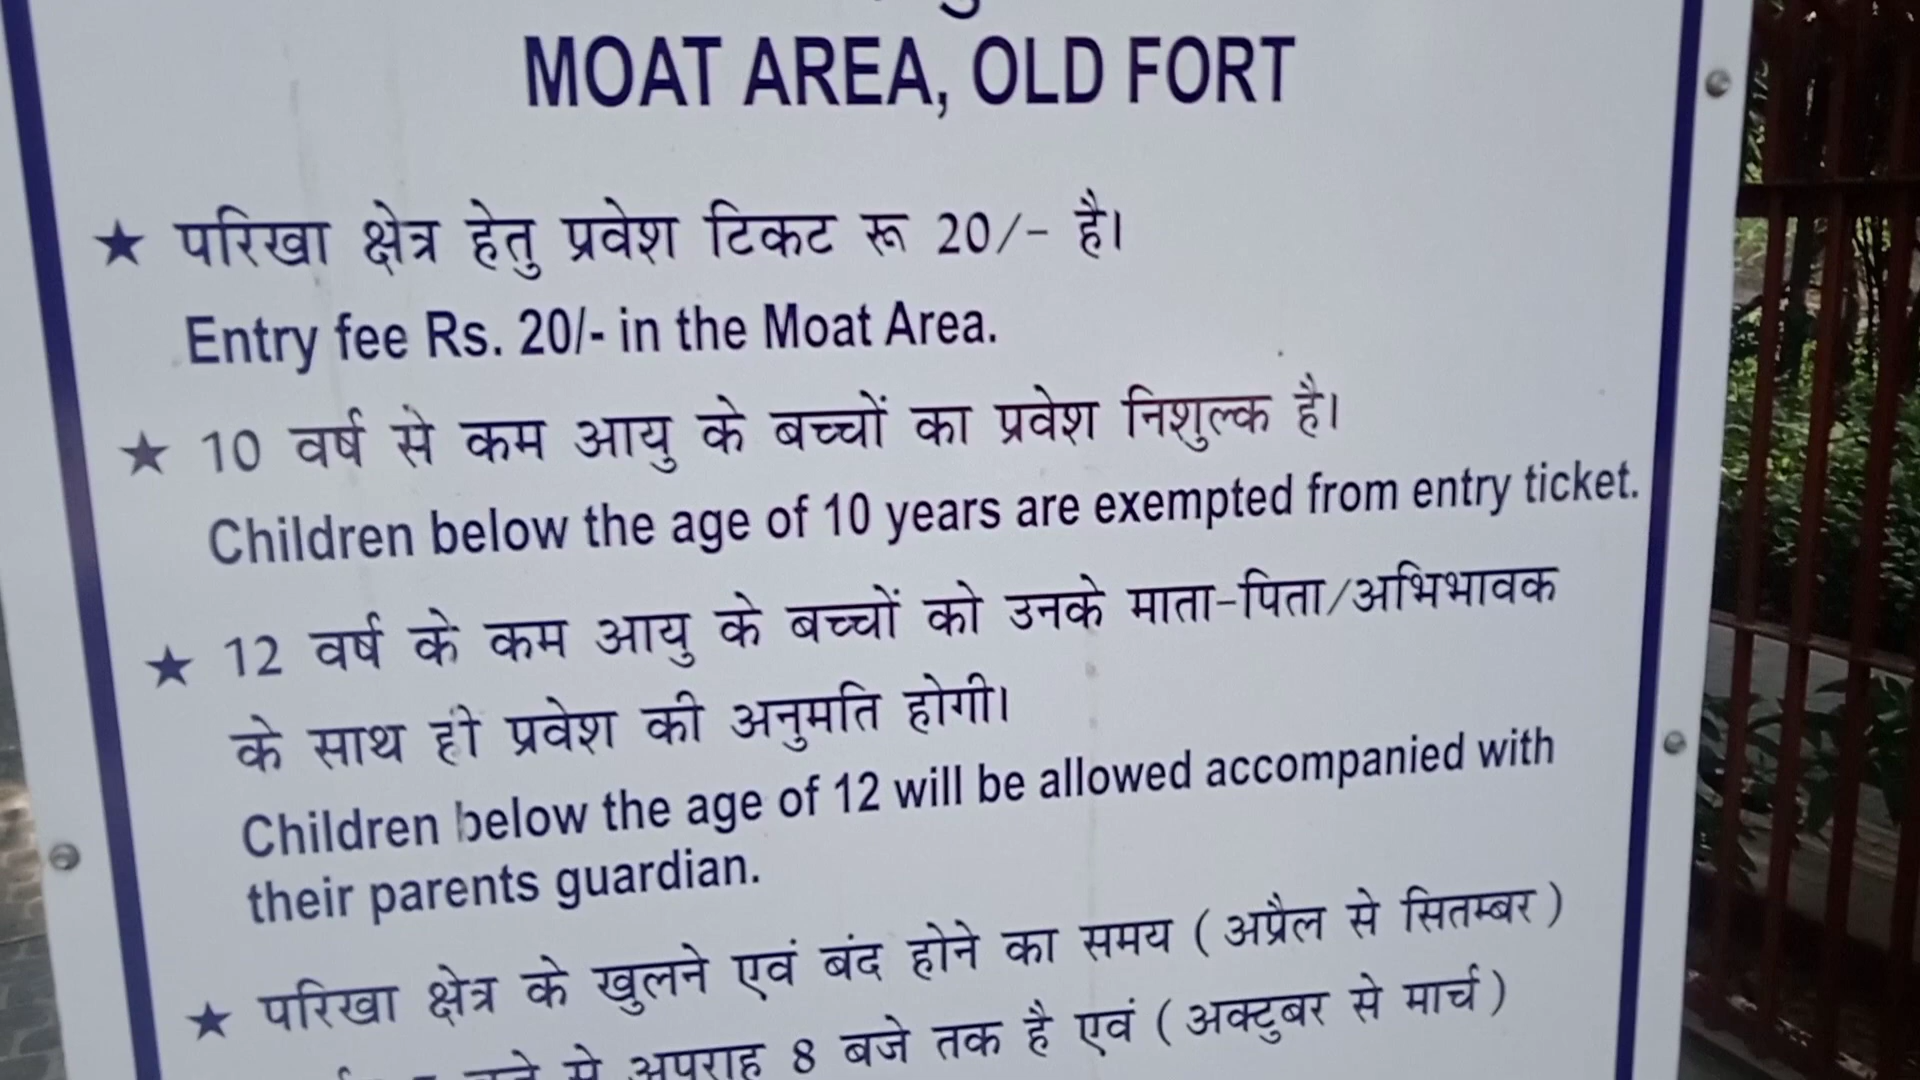 MOAT AREA, OLD FORT
★ परिखा क्षेत्र हेतु प्रवेश टिकट रू 20/- है।
Entry fee Rs. 20/- in the Moat Area.
★ 10 वर्ष से कम आयु के बच्चों का प्रवेश निशुल्क है।
Children below the age of 10 years are exempted from entry ticket.
★ 12 वर्ष के कम आयु के बच्चों को उनके माता-पिता/अभिभावक
के साथ ही प्रवेश की अनुमति होगी।
Children below the age of 12 will be allowed accompanied with
their parents guardian.
★ परिखा क्षेत्र के खुलने एवं बंद होने का समय ( अप्रैल से सितम्बर )
से अपराह 8 बजे तक है एवं ( अक्टुबर से मार्च )